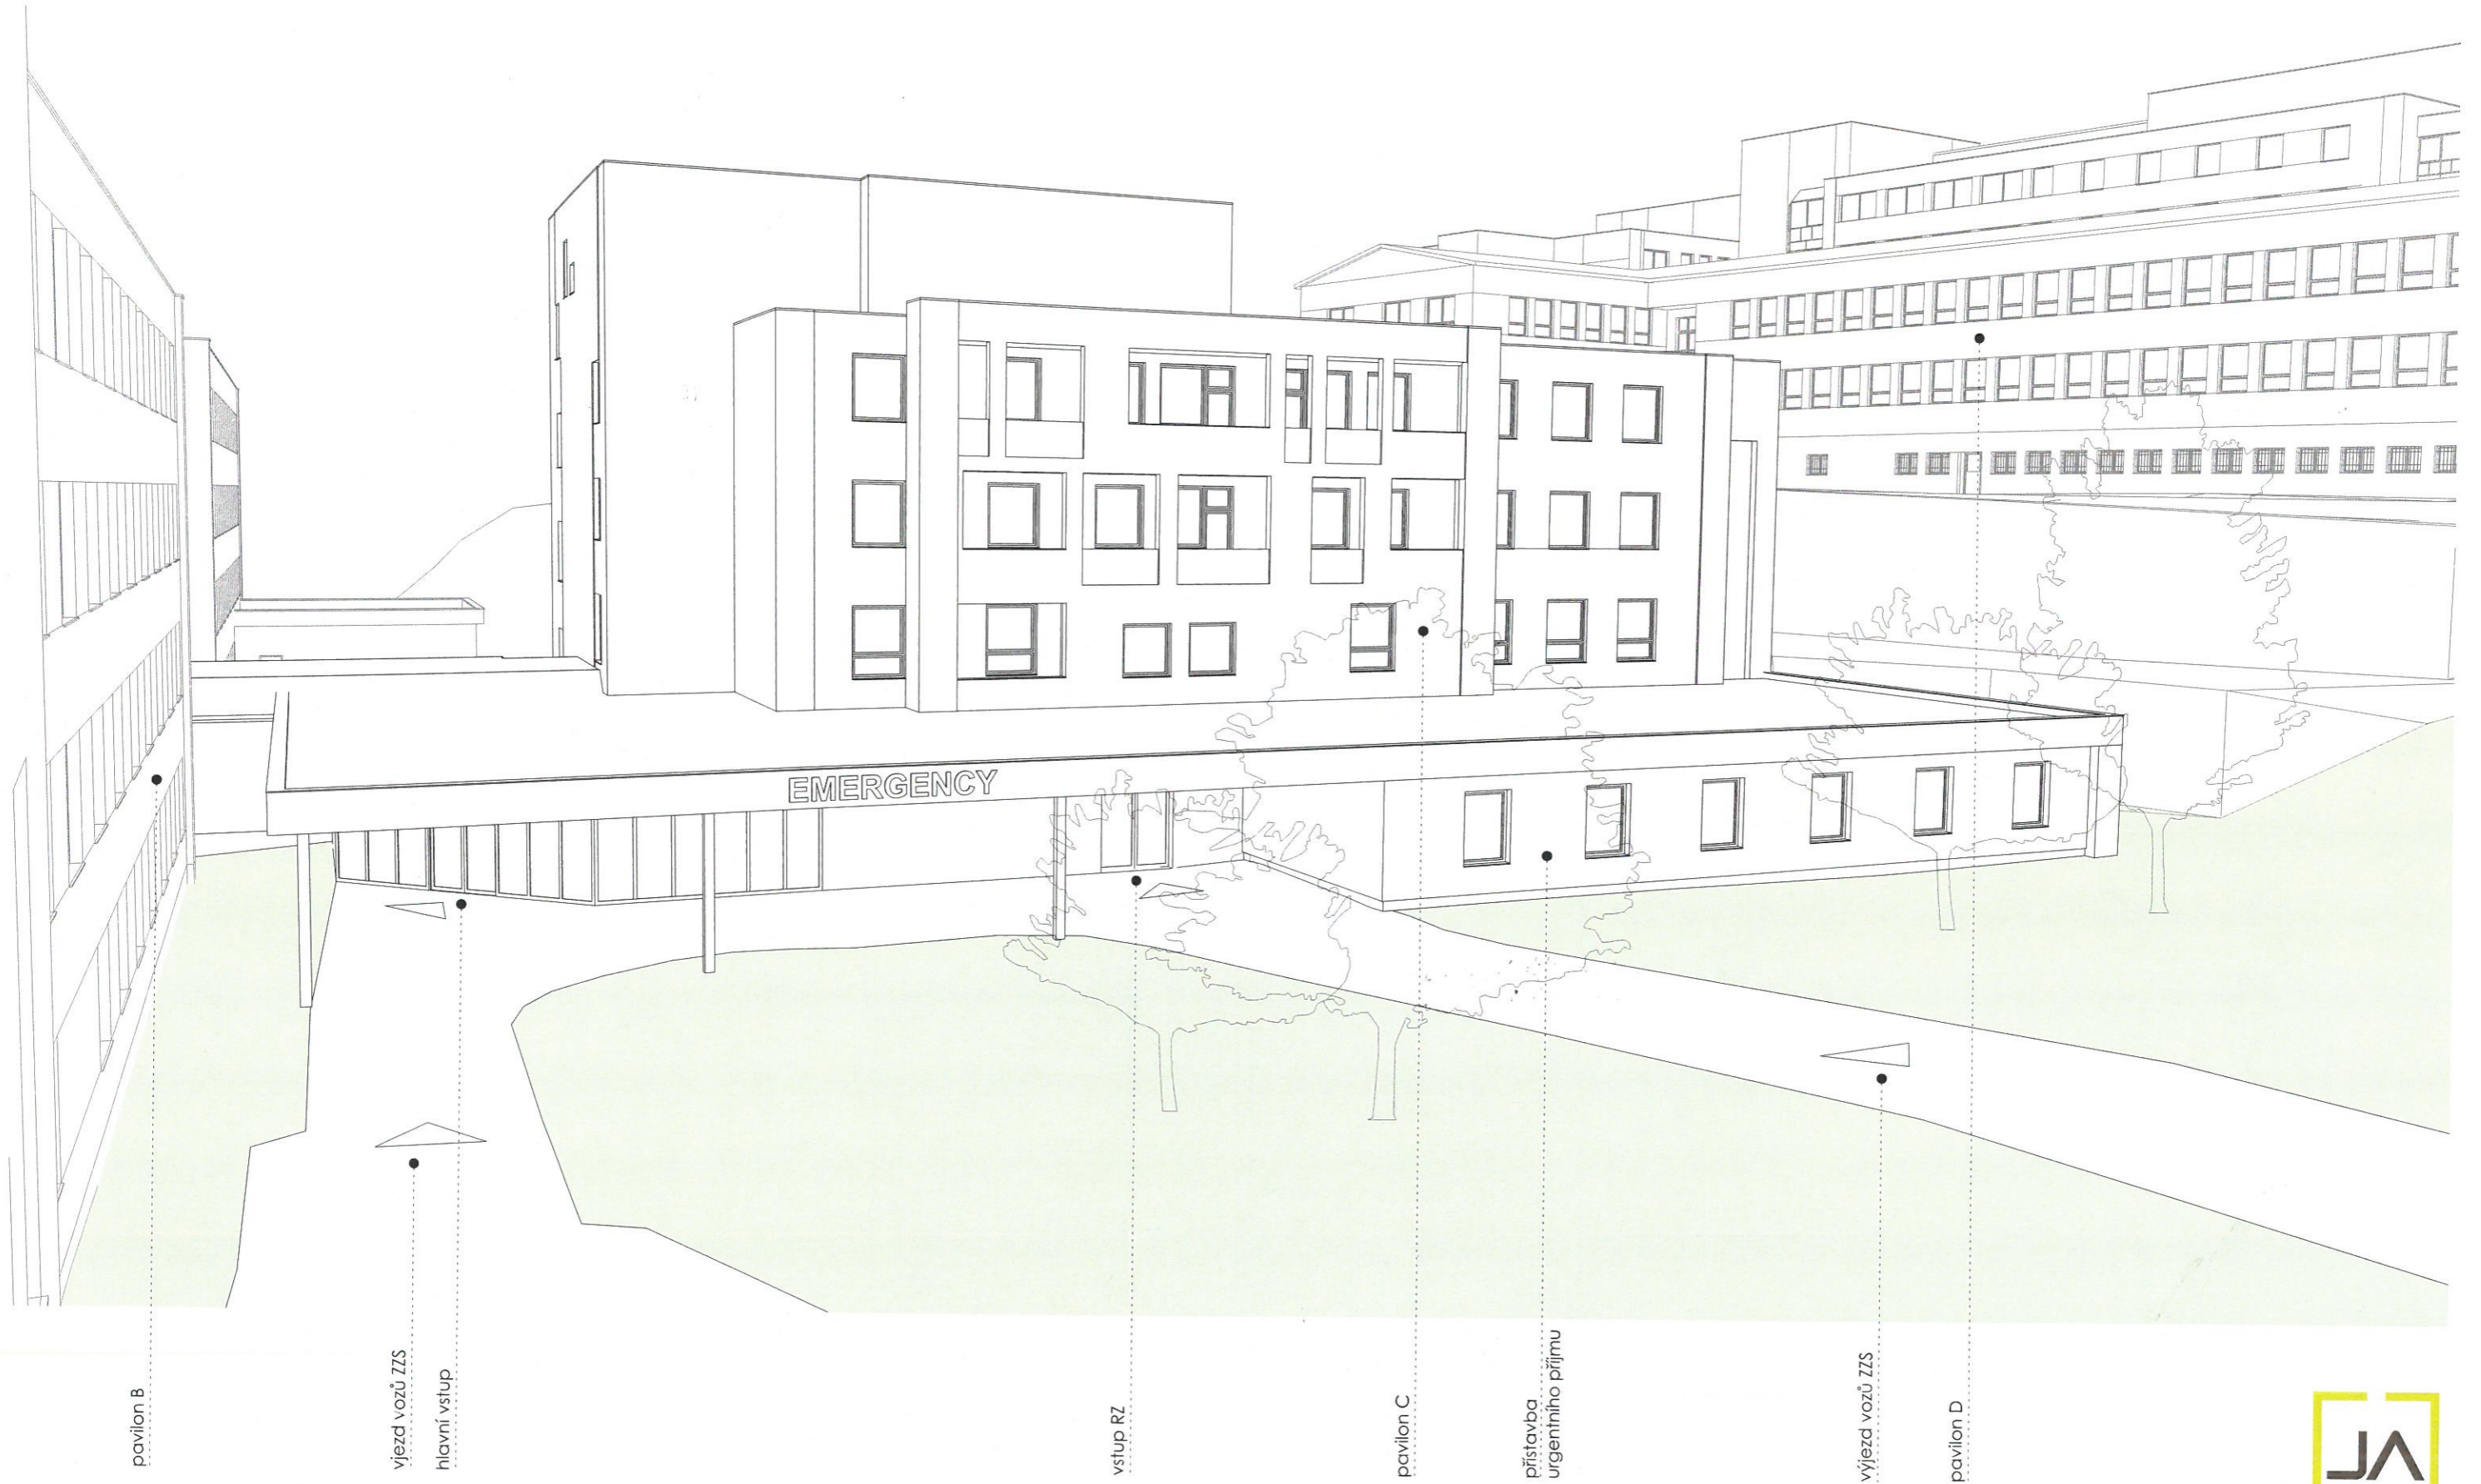 EMERGENCY
pavilon B
vjezd vozů ZZS
hlavní vstup
vstup RZ
pavilon C
přístavba
urgentního příjmu
výjezd vozů ZZS
pavilon D
JA